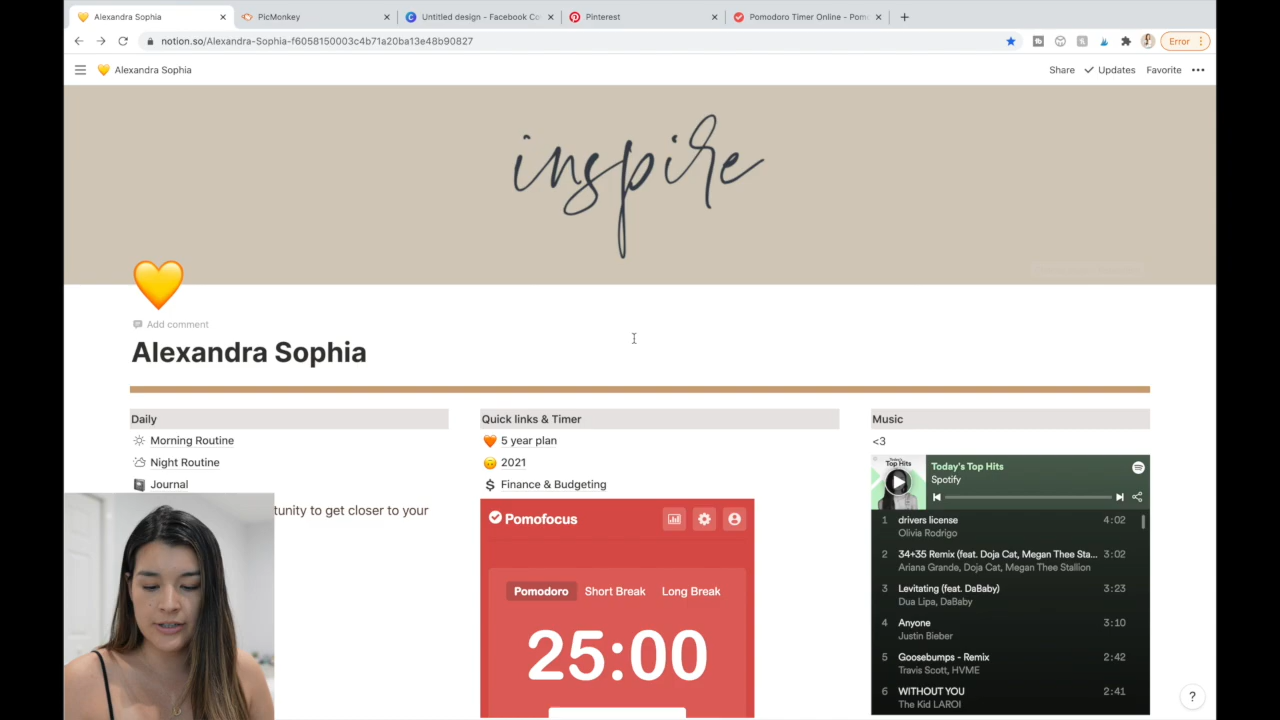 Alexandra Sophia
PicMonkey
Untitled design - Facebook Co
Pinterest
Pomodoro Timer Online - Pom
notion.so/Alexandra-Sophia-f6058150003c4b71a20ba13e48b90827
Error
Alexandra Sophia
Share
Updates
Favorite
inspire
Add comment
Alexandra Sophia
Daily
Morning Routine
Night Routine
Journal
tunity to get closer to your
Quick links & Timer
5 year plan
2021
Finance & Budgeting
Pomofocus
Pomodoro
Short Break
Long Break
25:00
Music
<3
Today's Top Hits
Today's Top Hits
Spotify
1 drivers license 4:02
Olivia Rodrigo
2 34+35 Remix (feat. Doja Cat, Megan Thee Sta... 3:02
Ariana Grande, Doja Cat, Megan Thee Stallion
3 Levitating (feat. DaBaby) 3:23
Dua Lipa, DaBaby
4 Anyone 3:10
Justin Bieber
5 Goosebumps - Remix 2:42
Travis Scott, HVME
6 WITHOUT YOU 2:41
The Kid LAROI
?